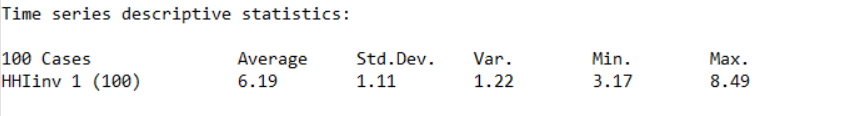 Time series descriptive statistics:
100 Cases Average Std.Dev. Var. Min. Max.
HHIinv 1 (100) 6.19 1.11 1.22 3.17 8.49